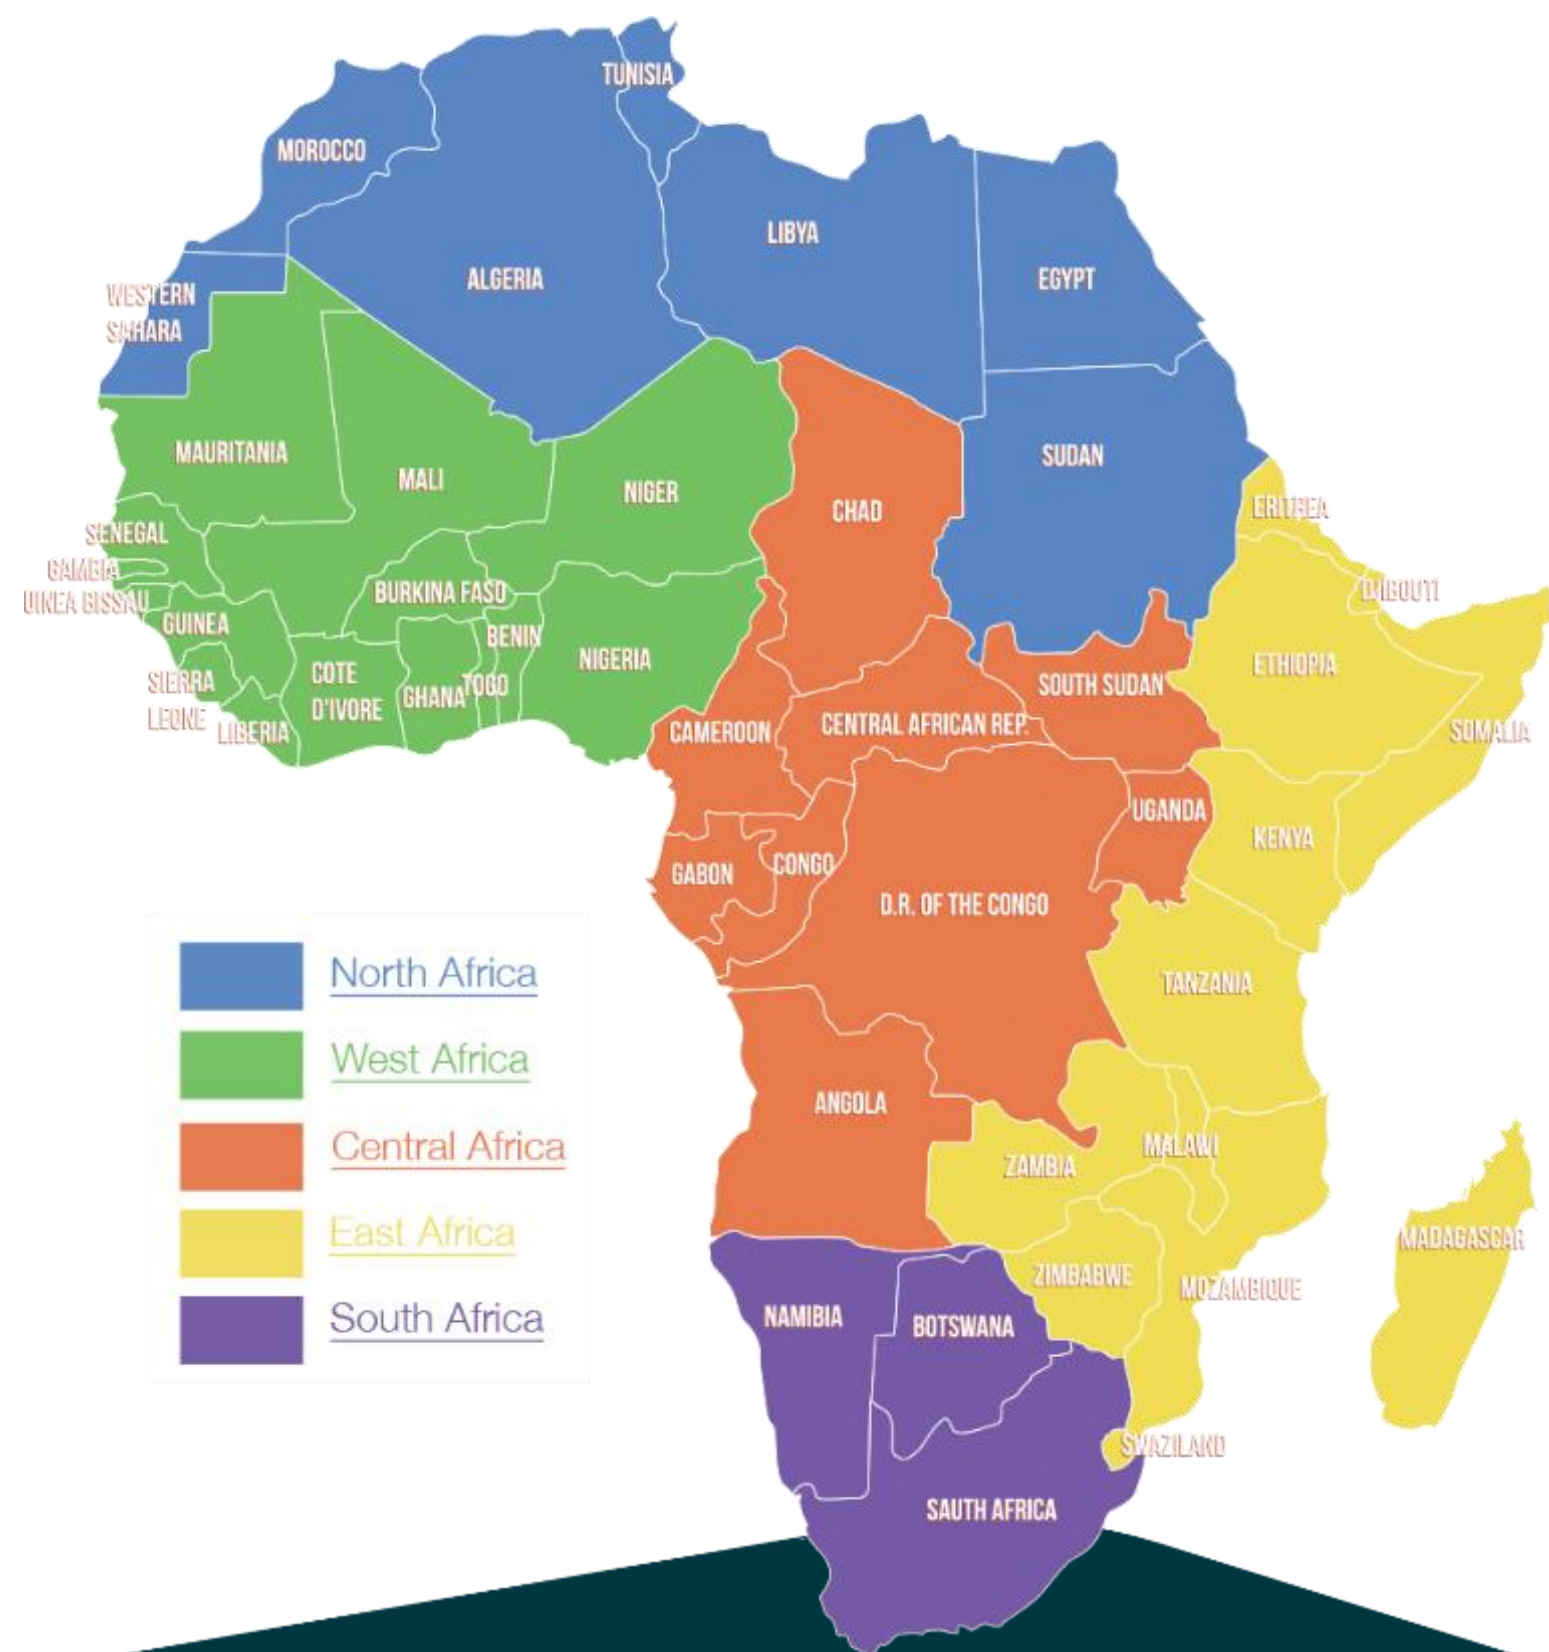 TUNISIA
MOROCCO
LIBYA
ALGERIA
EGYPT
WESTERN
SAHARA
MAURITANIA
MALI
NIGER
CHAD
SUDAN
ERITREA
SENEGAL
GAMBIA
UINEA BISSAU
GUINEA
BURKINA FASO
BENIN
NIGERIA
DJIBOUTI
ETHIOPIA
SIERRA
LEONE
LIBERIA
COTE
D'IVORE
GHANA
TOGO
CAMEROON
CENTRAL AFRICAN REP.
SOUTH SUDAN
SOMALIA
UGANDA
KENYA
GABON
CONGO
D.R. OF THE CONGO
TANZANIA
ANGOLA
ZAMBIA
MALAWI
MADAGASCAR
ZIMBABWE
MOZAMBIQUE
NAMIBIA
BOTSWANA
SWAZILAND
SAUTH AFRICA
North Africa
West Africa
Central Africa
East Africa
South Africa